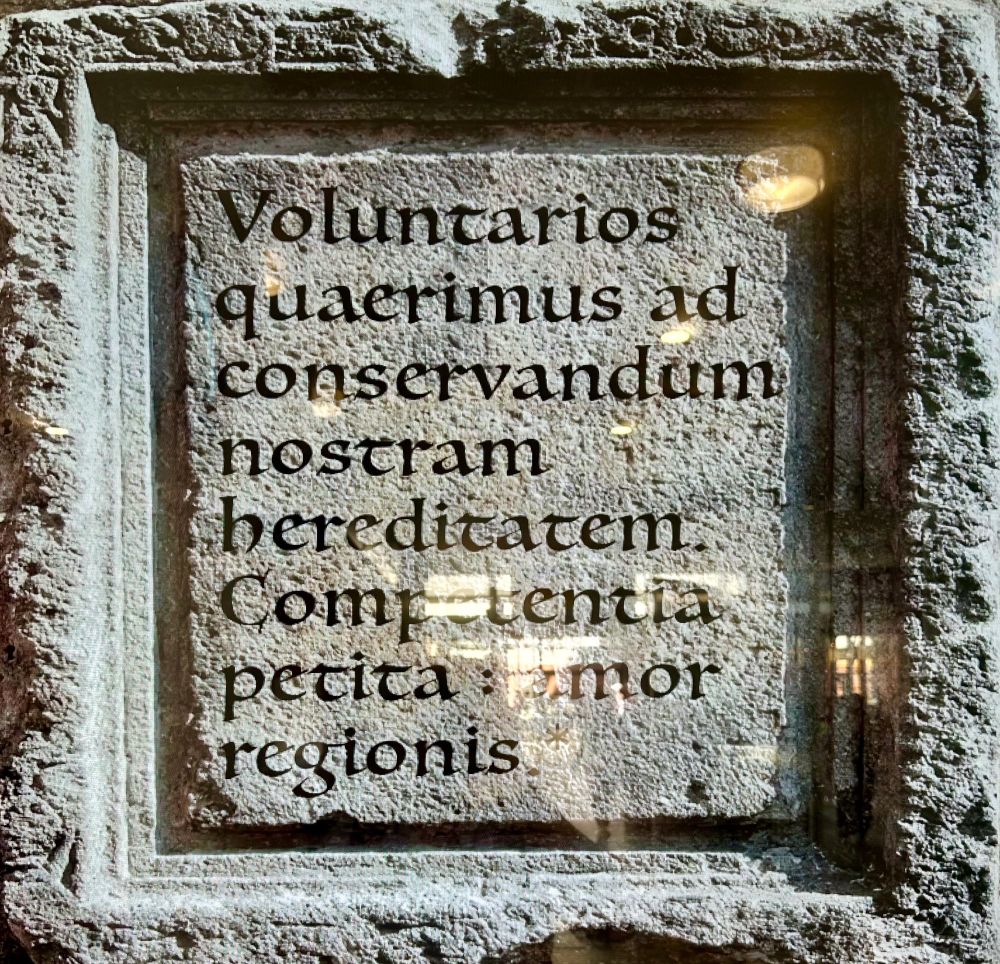 Voluntarios
quaerimus ad
conservandum
nostram
hereditatem.
Competentia
petita : amor
regionis.*